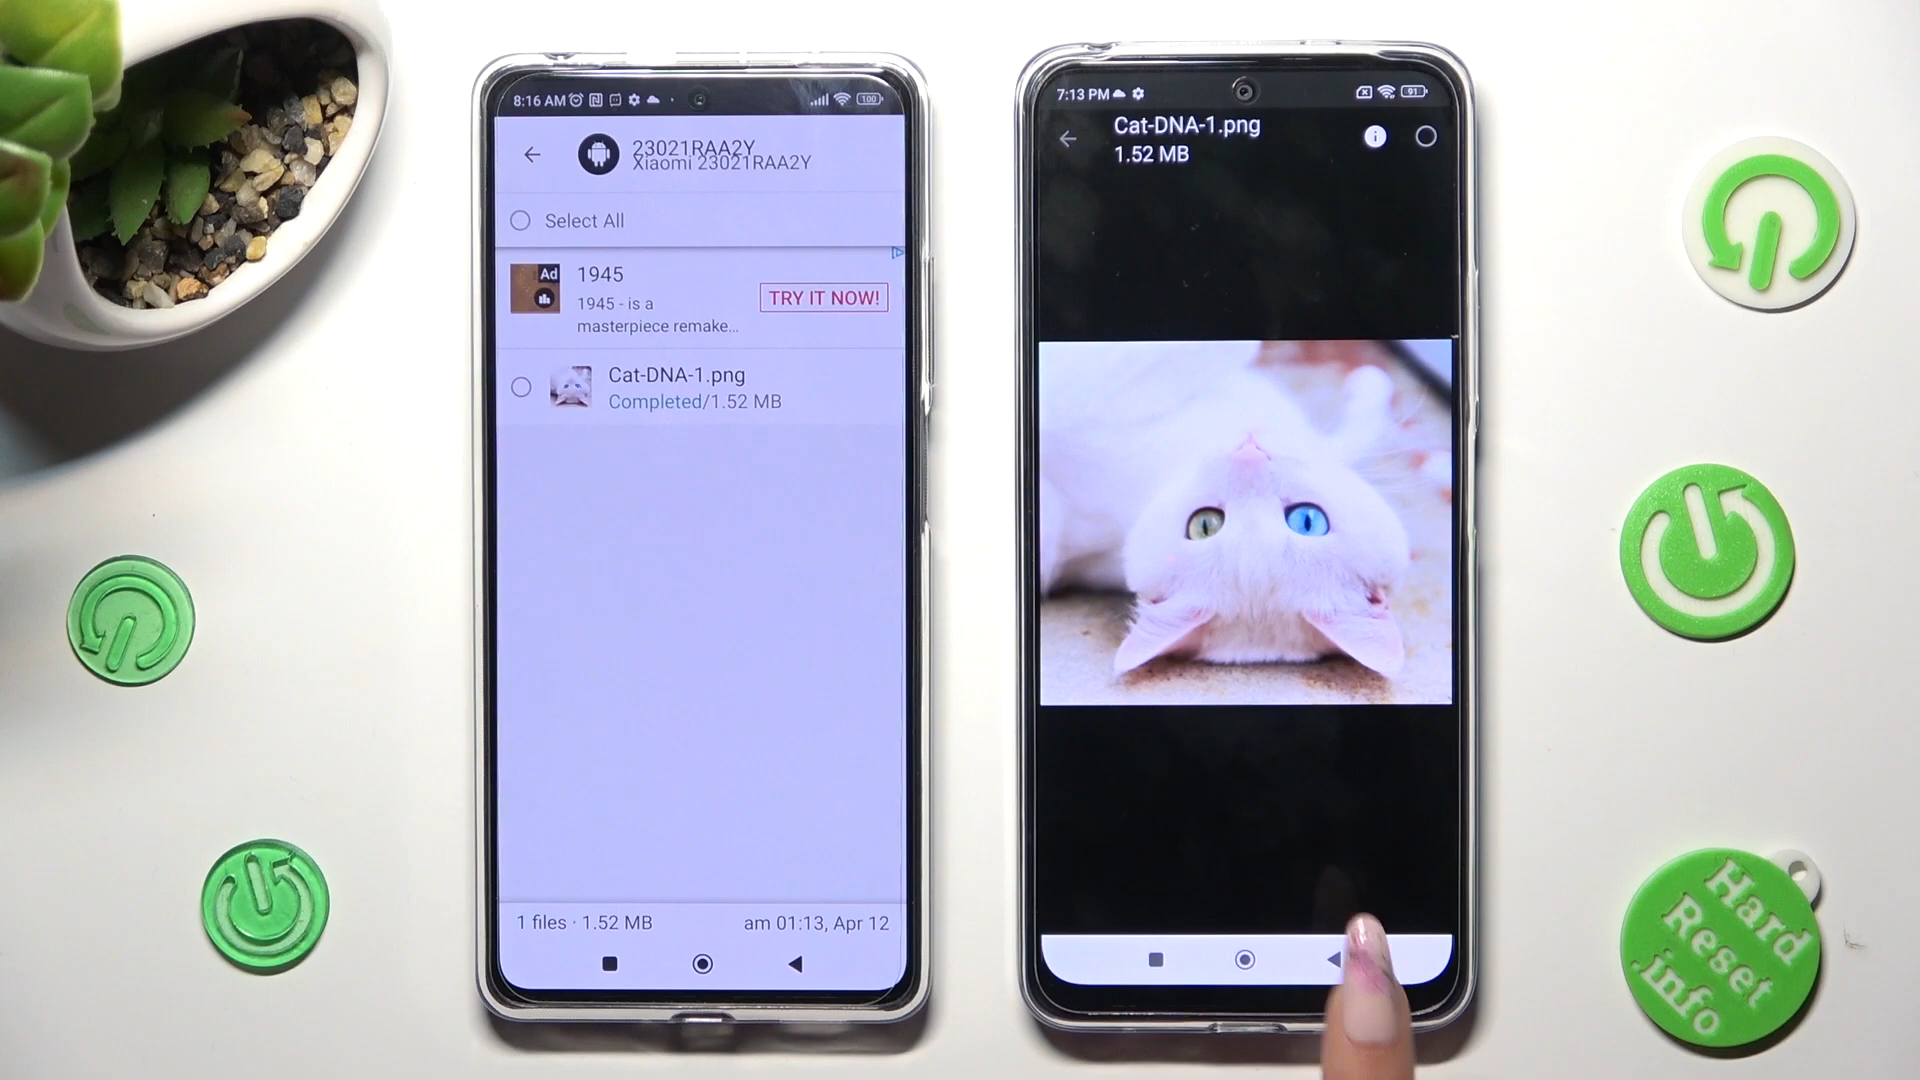 8:16 AM
100
23021RAA2Y
Xiaomi 23021RAA2Y
Select All
Ad
1945
1945 - is a
masterpiece remake...
TRY IT NOW!
Cat-DNA-1.png
Completed/1.52 MB
1 files · 1.52 MB
am 01:13, Apr 12
7:13 PM
91
Cat-DNA-1.png
1.52 MB
Hard
Reset
.info